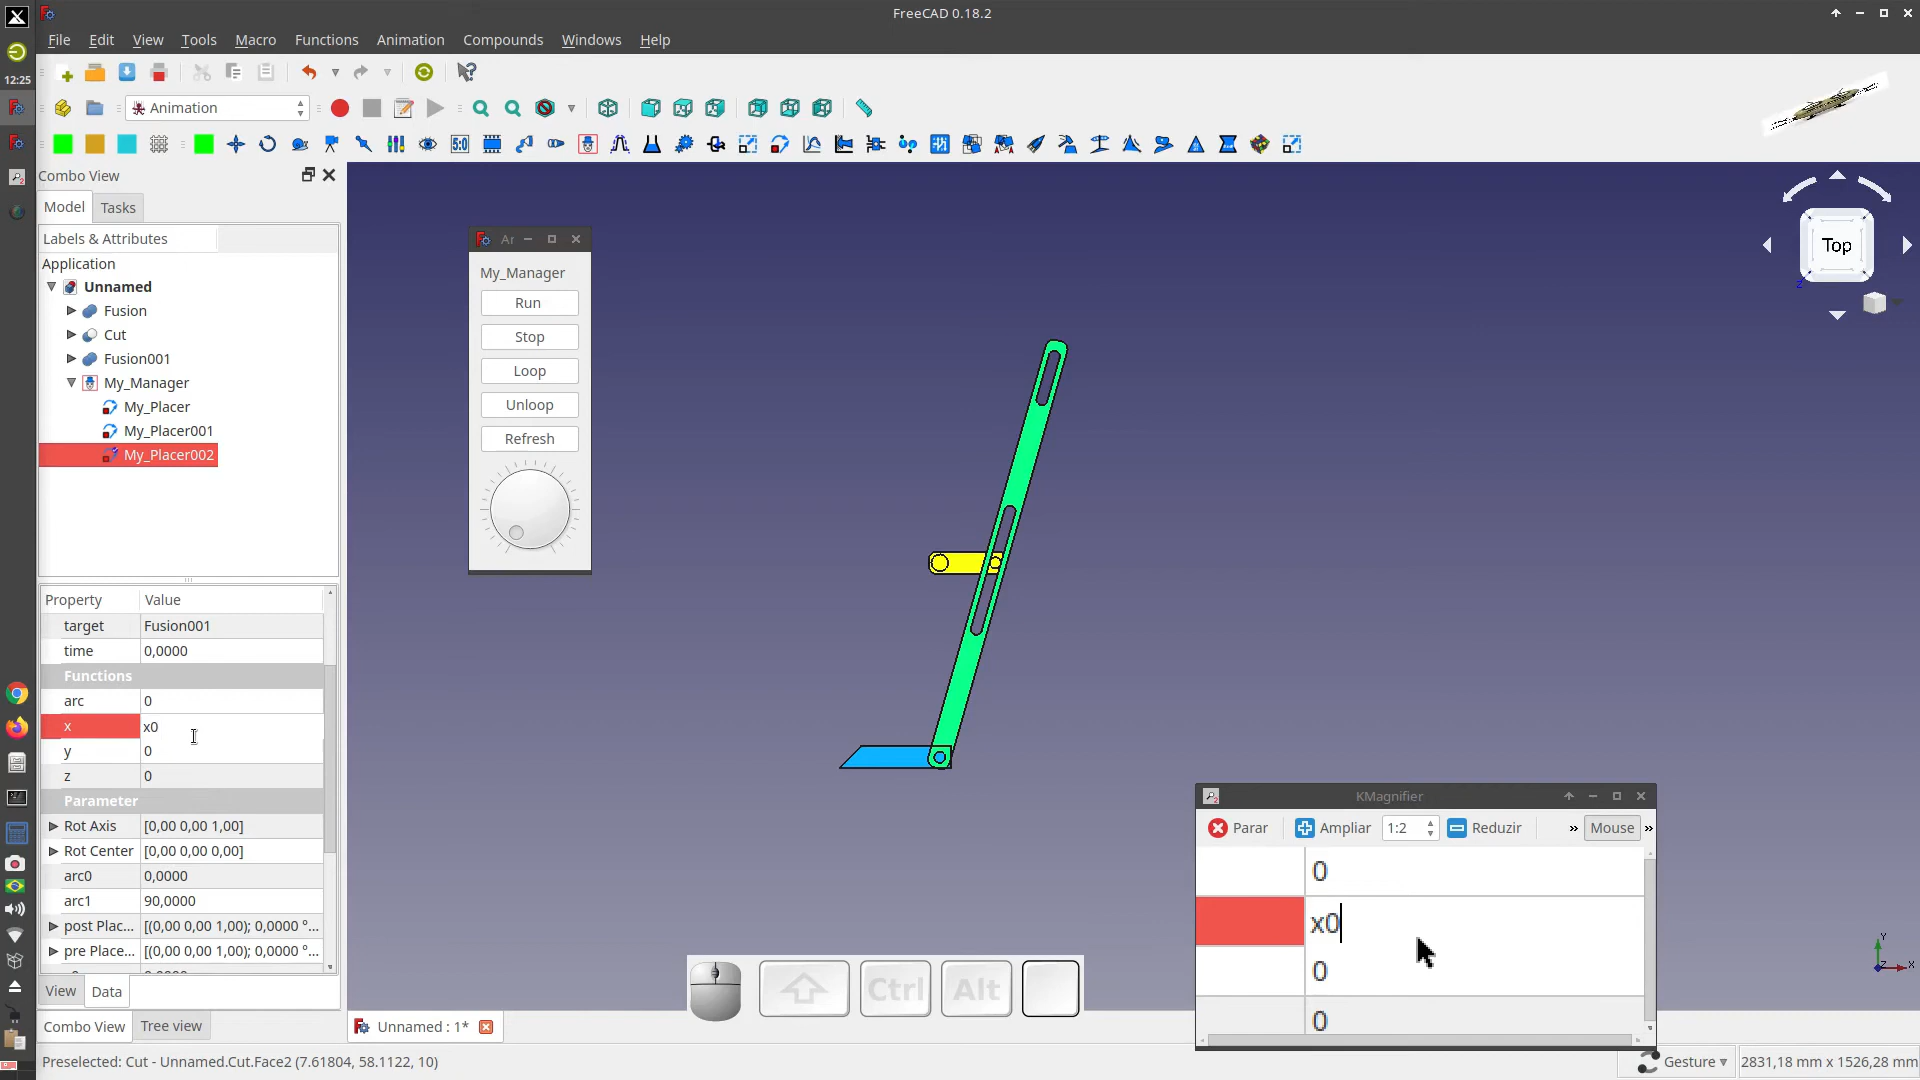 FreeCAD 0.18.2
File Edit View Tools Macro Functions Animation Compounds Windows Help
12:25
Animation
5:0
Combo View
Model Tasks
Labels & Attributes
Application
Unnamed
Fusion
Cut
Fusion001
My_Manager
My_Placer
My_Placer001
My_Placer002
Property Value
target Fusion001
time 0,0000
Functions
arc 0
x x0
y 0
z 0
Parameter
Rot Axis [0,00 0,00 1,00]
Rot Center [0,00 0,00 0,00]
arc0 0,0000
arc1 90,0000
post Plac... [(0,00 0,00 1,00); 0,0000 °...
pre Place... [(0,00 0,00 1,00); 0,0000 °...
View Data
Combo View Tree view
My_Manager
Run
Stop
Loop
Unloop
Refresh
Top
Z
KMagnifier
Parar Ampliar 1:2 Reduzir » Mouse »
0
x0
0
0
Ctrl Alt
Y
Z X
Unnamed : 1*
Preselected: Cut - Unnamed.Cut.Face2 (7.61804, 58.1122, 10)
Gesture
2831,18 mm x 1526,28 mm